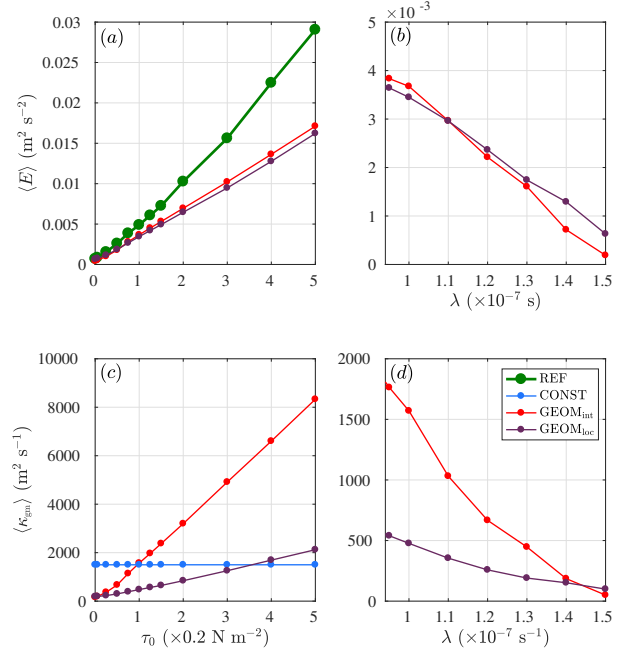 (a)
0.03
0.025
0.02
0.015
0.01
0.005
0
⟨E⟩ (m² s⁻²)
0 1 2 3 4 5
×10 ⁻³
(b)
5
4
3
2
1
0
1 1.1 1.2 1.3 1.4 1.5
λ (×10⁻⁷ s)
(c)
10000
8000
6000
4000
2000
0
⟨κgm⟩ (m² s⁻¹)
0 1 2 3 4 5
τ₀ (×0.2 N m⁻²)
(d)
2000
1500
1000
500
0
REF
CONST
GEOMint
GEOMloc
1 1.1 1.2 1.3 1.4 1.5
λ (×10⁻⁷ s⁻¹)